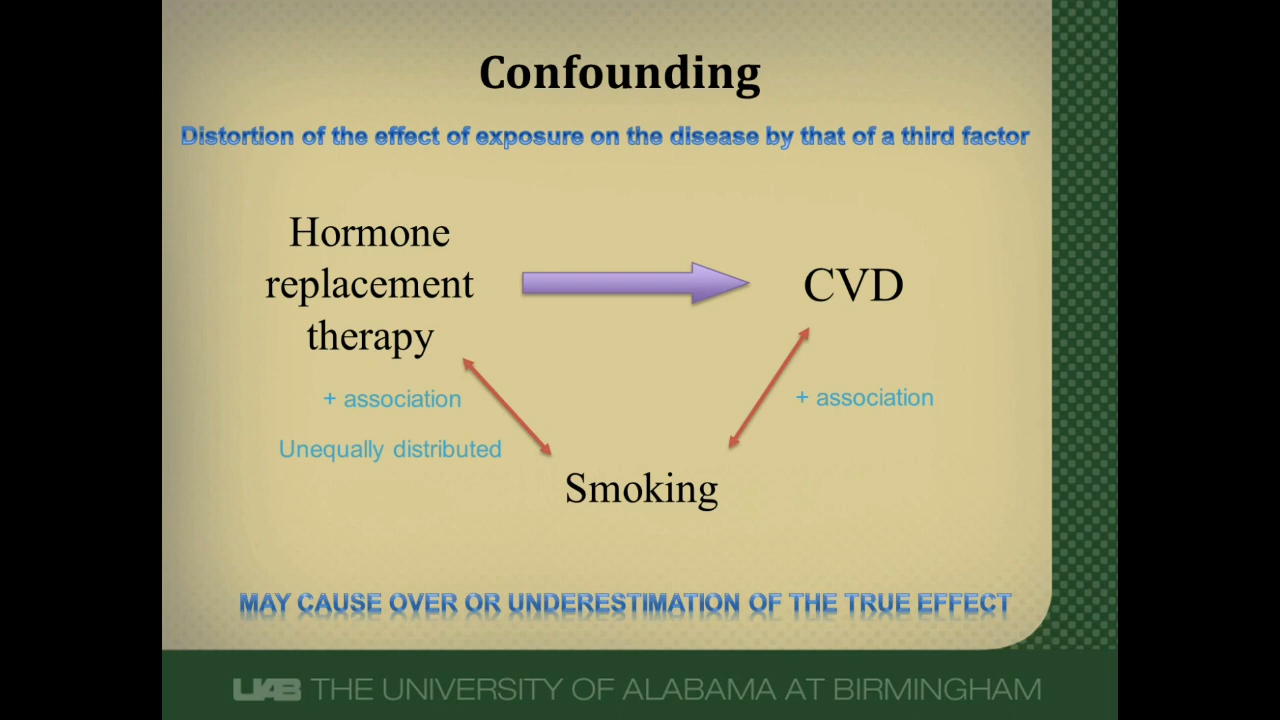 Confounding
Distortion of the effect of exposure on the disease by that of a third factor
Hormone
replacement
therapy
CVD
+ association
+ association
Unequally distributed
Smoking
MAY CAUSE OVER OR UNDERESTIMATION OF THE TRUE EFFECT
UAB THE UNIVERSITY OF ALABAMA AT BIRMINGHAM